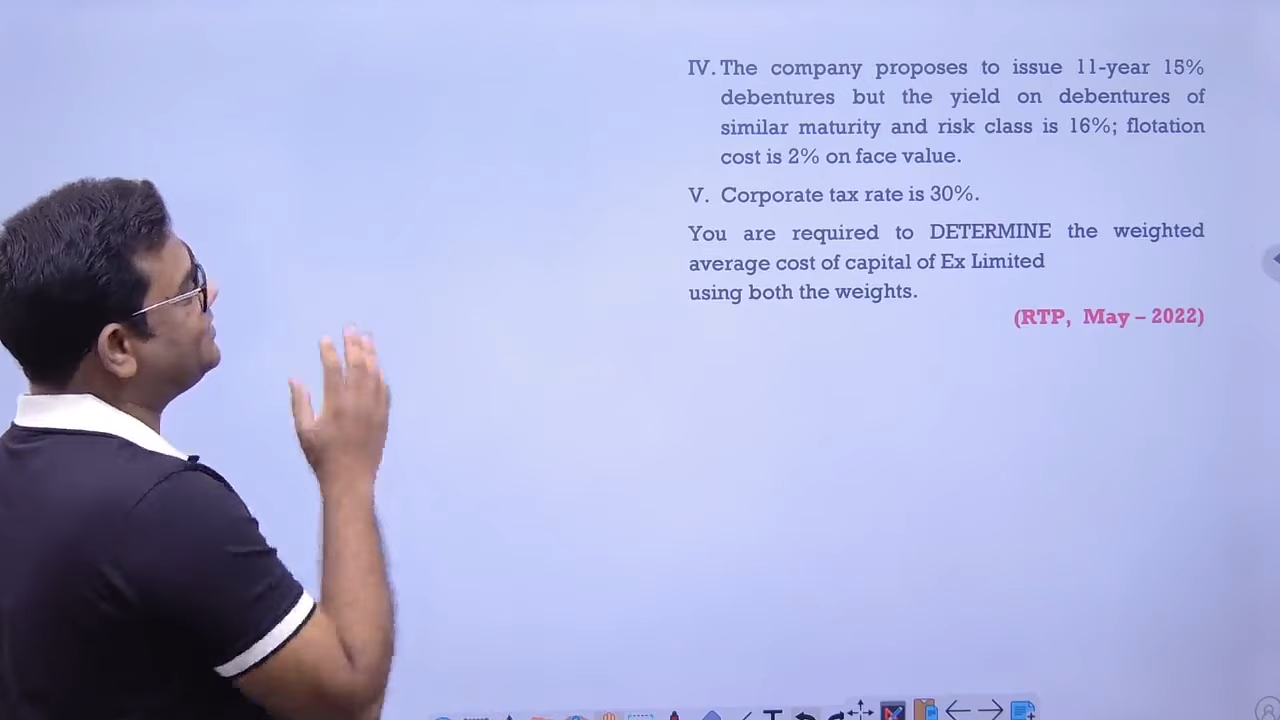 IV. The company proposes to issue 11-year 15%
debentures but the yield on debentures of
similar maturity and risk class is 16%; flotation
cost is 2% on face value.
V. Corporate tax rate is 30%.
You are required to DETERMINE the weighted
average cost of capital of Ex Limited
using both the weights.
(RTP, May – 2022)